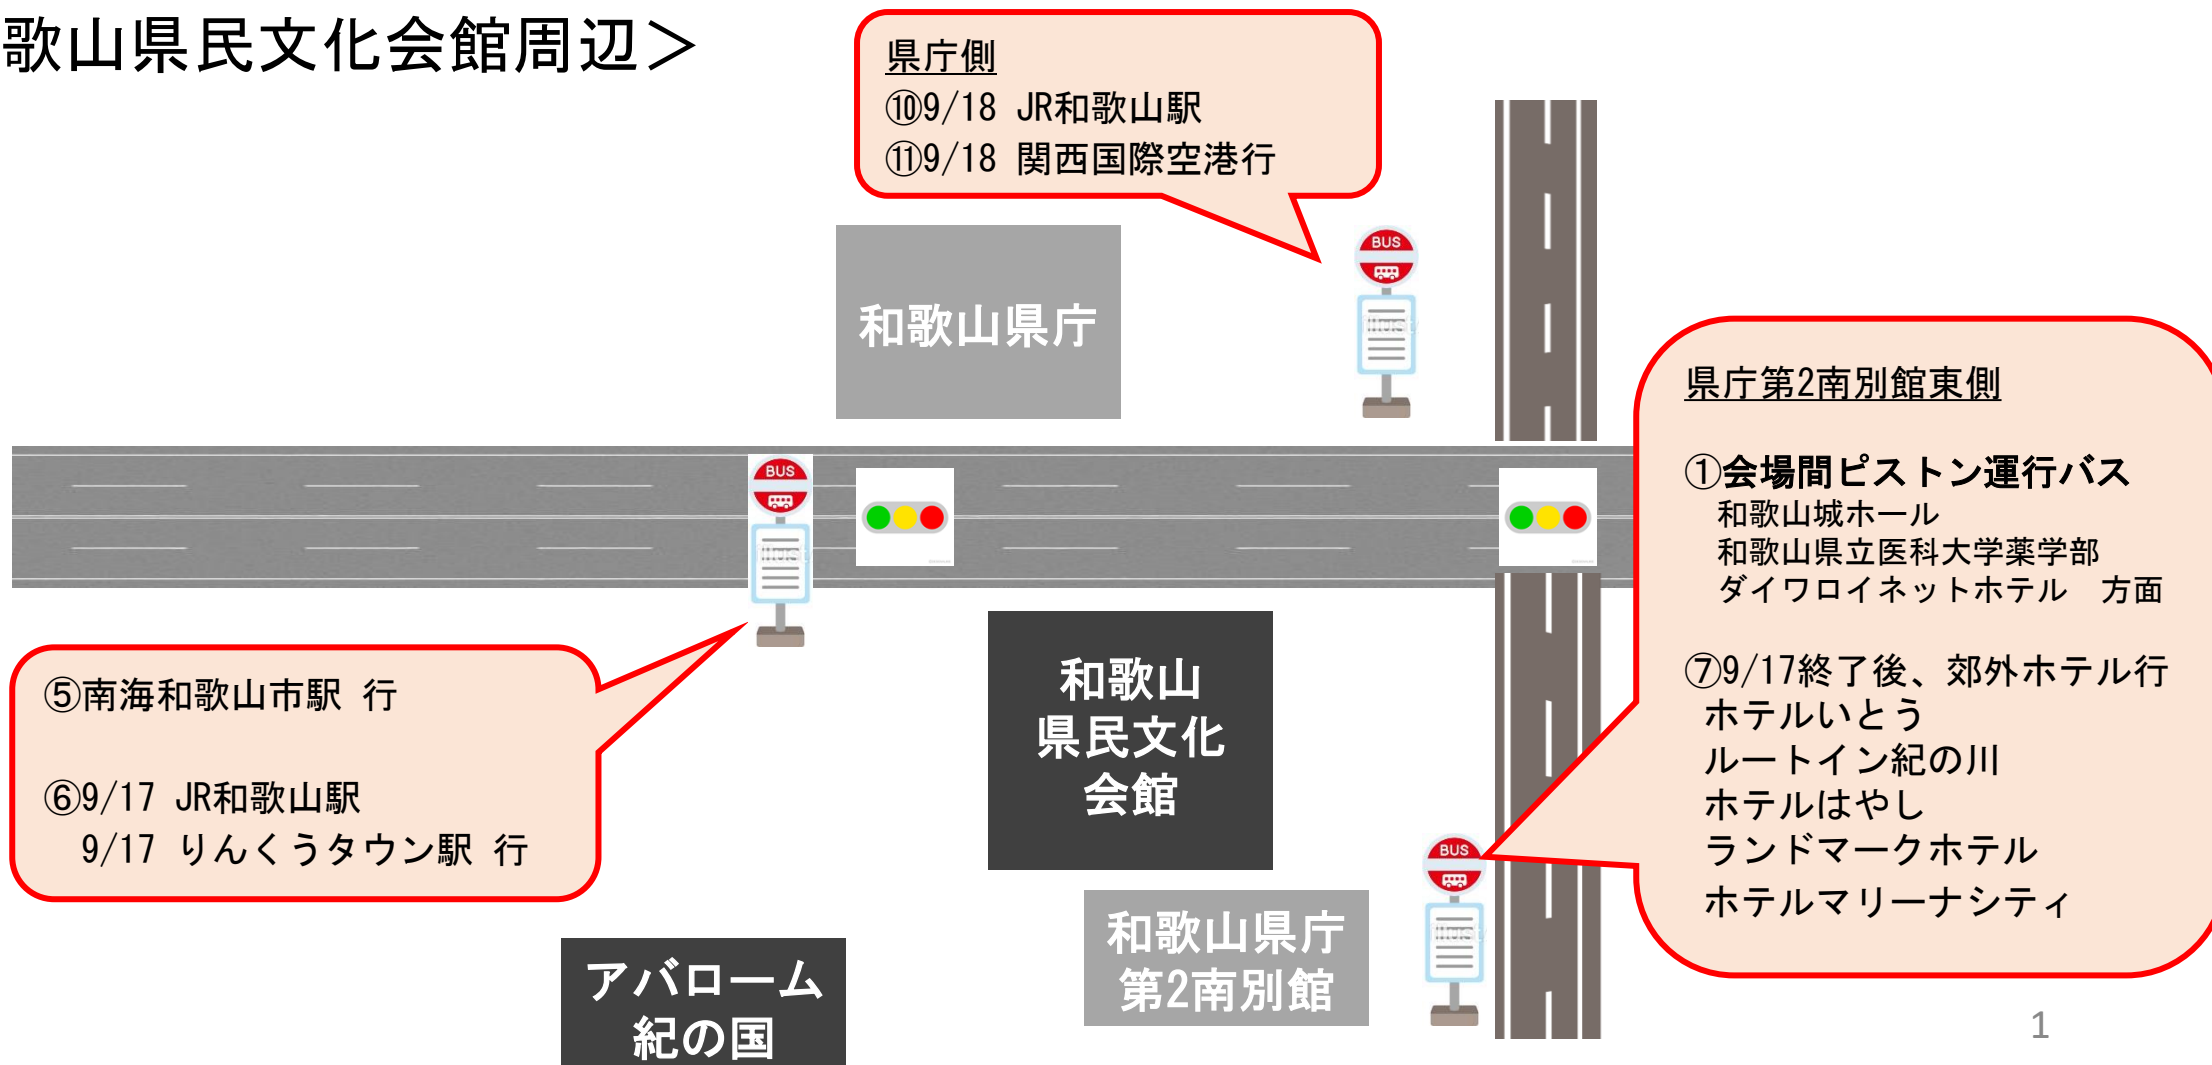 歌山県民文化会館周辺＞
県庁側
⑩9/18 JR和歌山駅
⑪9/18 関西国際空港行
BUS
和歌山県庁
県庁第2南別館東側
①会場間ピストン運行バス
和歌山城ホール
和歌山県立医科大学薬学部
ダイワロイネットホテル　方面
⑦9/17終了後、郊外ホテル行
ホテルいとう
ルートイン紀の川
ホテルはやし
ランドマークホテル
ホテルマリーナシティ
BUS
⑤南海和歌山市駅 行
⑥9/17 JR和歌山駅
9/17 りんくうタウン駅 行
和歌山
県民文化
会館
BUS
和歌山県庁
第2南別館
アバローム
紀の国
1